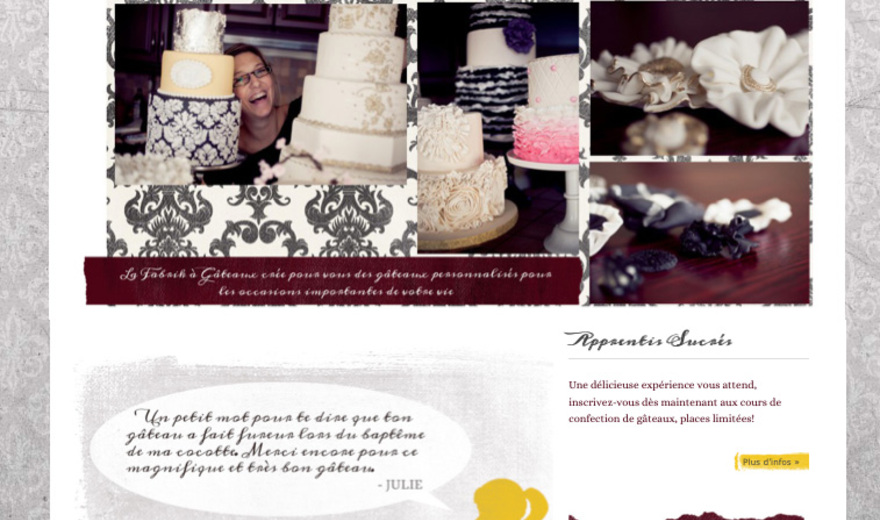 La Fabrik à Gâteaux crée pour vous des gâteaux personnalisés pour
les occasions importantes de votre vie
Apprentis Sucrés
Une délicieuse expérience vous attend,
inscrivez-vous dès maintenant aux cours de
confection de gâteaux, places limitées!
Plus d'infos »
Un petit mot pour te dire que ton
gâteau a fait fureur lors du baptême
de ma cocotte. Merci encore pour ce
magnifique et très bon gâteau.
- JULIE